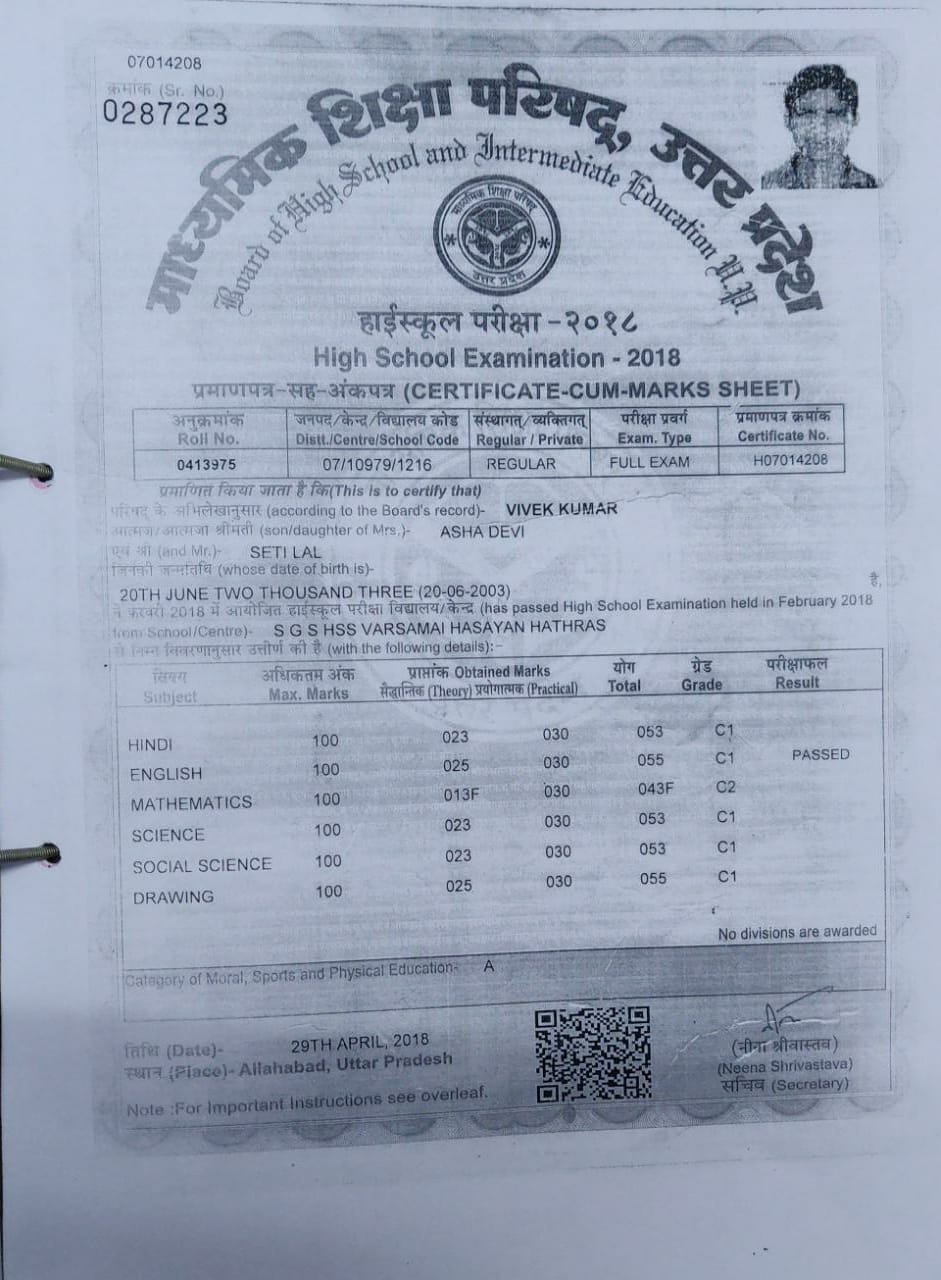 07014208
क्रमांक (Sr. No.)
0287223
माध्यमिक शिक्षा परिषद्, उत्तर प्रदेश
Board of High School and Intermediate Education U.P.
माध्यमिक शिक्षा परिषद्
उत्तर प्रदेश
हाईस्कूल परीक्षा -२०१८
High School Examination - 2018
प्रमाणपत्र-सह-अंकपत्र (CERTIFICATE-CUM-MARKS SHEET)
अनुक्रमांक जनपद/केन्द्र/विद्यालय कोड संस्थागत्/व्यक्तिगत् परीक्षा प्रवर्ग प्रमाणपत्र क्रमांक
Roll No. Distt./Centre/School Code Regular / Private Exam. Type Certificate No.
0413975 07/10979/1216 REGULAR FULL EXAM H07014208
प्रमाणित किया जाता है कि(This is to certify that)
परिषद के अभिलेखानुसार (according to the Board's record)- VIVEK KUMAR
आत्मज/आत्मजा श्रीमती (son/daughter of Mrs.)- ASHA DEVI
एवं श्री (and Mr.)- SETI LAL
जिनकी जन्मतिथि (whose date of birth is)-
20TH JUNE TWO THOUSAND THREE (20-06-2003) है,
ने फरवरी 2018 में आयोजित हाईस्कूल परीक्षा विद्यालय/केन्द्र (has passed High School Examination held in February 2018
from School/Centre)- S G S HSS VARSAMAI HASAYAN HATHRAS
से निम्न विवरणानुसार उत्तीर्ण की है (with the following details):-
विषय अधिकतम अंक प्राप्तांक Obtained Marks योग ग्रेड परीक्षाफल
Subject Max. Marks सैद्धान्तिक (Theory) प्रयोगात्मक (Practical) Total Grade Result
HINDI 100 023 030 053 C1
ENGLISH 100 025 030 055 C1 PASSED
MATHEMATICS 100 013F 030 043F C2
SCIENCE 100 023 030 053 C1
SOCIAL SCIENCE 100 023 030 053 C1
DRAWING 100 025 030 055 C1
No divisions are awarded
Category of Moral, Sports and Physical Education- A
तिथि (Date)- 29TH APRIL, 2018
स्थान (Place)- Allahabad, Uttar Pradesh
(नीना श्रीवास्तव)
(Neena Shrivastava)
सचिव (Secretary)
Note :For Important Instructions see overleaf.